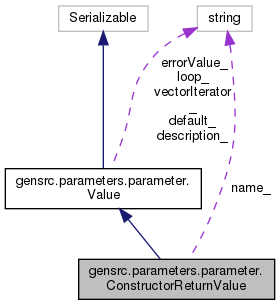 Serializable
string
errorValue_
loop_
vectorIterator
_
default_
description_
gensrc.parameters.parameter.
Value
name_
gensrc.parameters.parameter.
ConstructorReturnValue